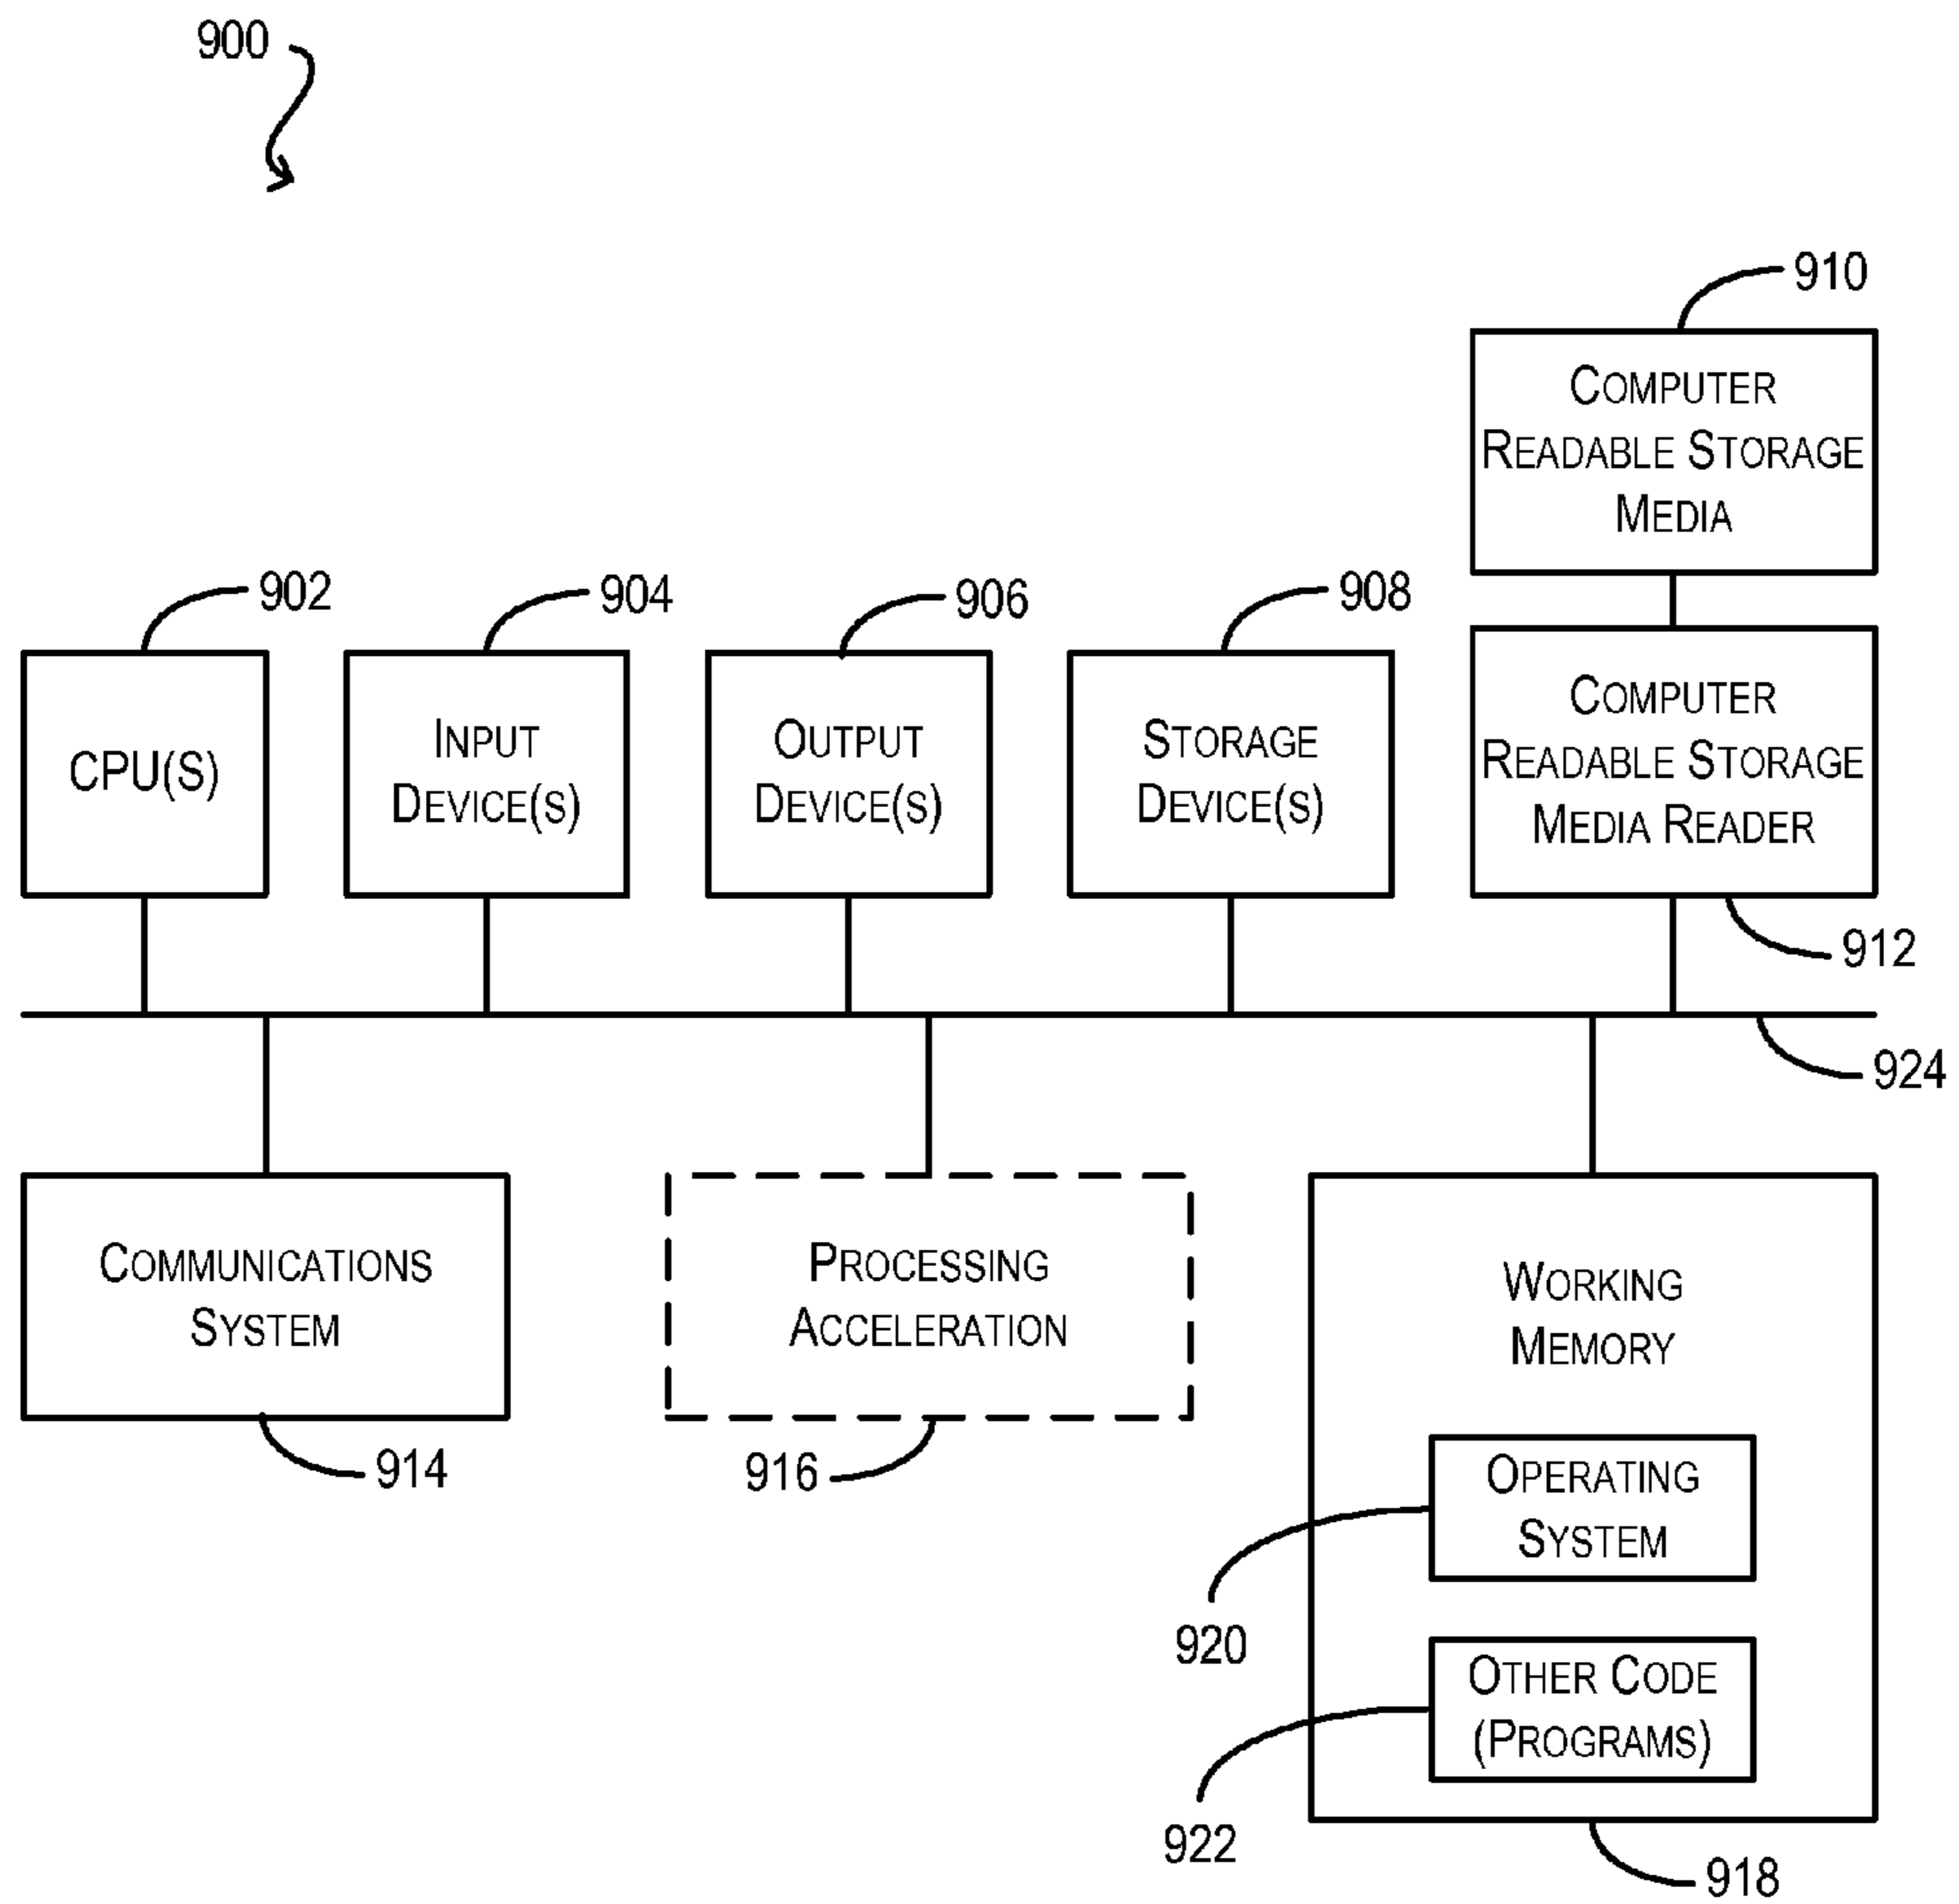 900
910
Computer
Readable Storage
Media
902
904
906
908
CPU(s)
Input
Device(s)
Output
Device(s)
Storage
Device(s)
Computer
Readable Storage
Media Reader
912
924
Communications
System
Processing
Acceleration
Working
Memory
914
916
Operating
System
920
Other Code
(Programs)
922
918